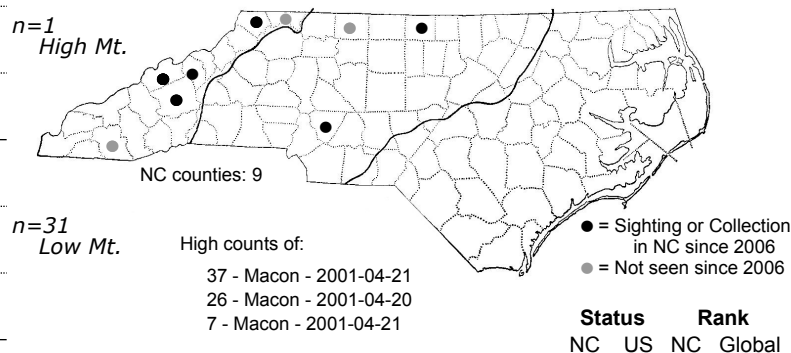 n=1
High Mt.
NC counties: 9
n=31
Low Mt.
High counts of:
37 - Macon - 2001-04-21
26 - Macon - 2001-04-20
7 - Macon - 2001-04-21
= Sighting or Collection
in NC since 2006
= Not seen since 2006
Status Rank
NC US NC Global